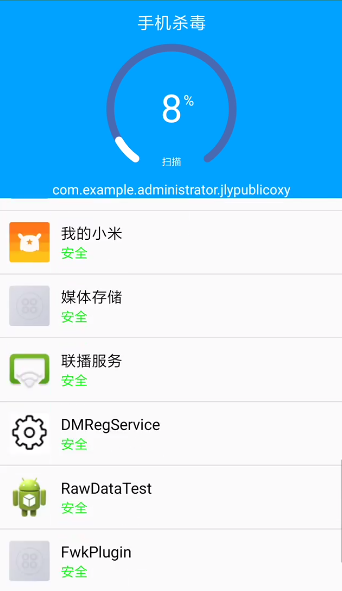 手机杀毒
8%
扫描
com.example.administrator.jlypublicoxy
我的小米
安全
媒体存储
安全
联播服务
安全
DMRegService
安全
RawDataTest
安全
FwkPlugin
安全